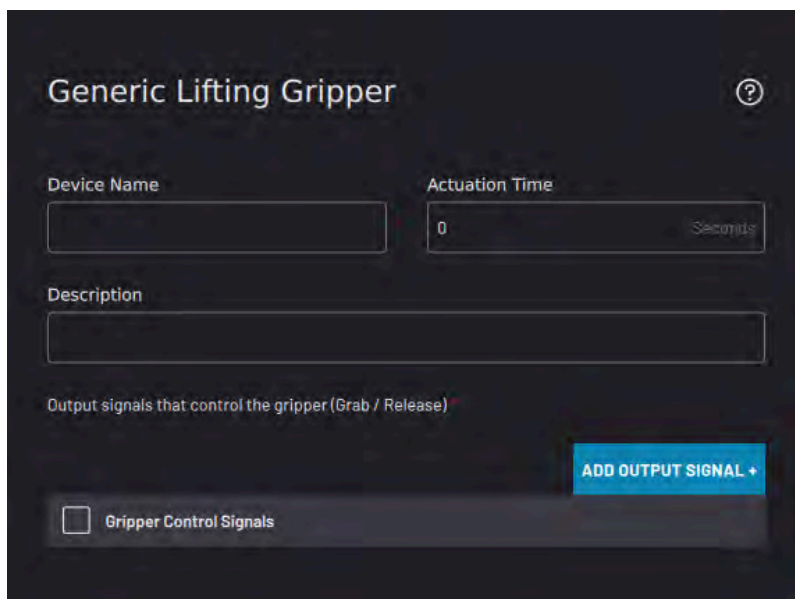 Generic Lifting Gripper
Device Name
Actuation Time
0 Seconds
Description
Output signals that control the gripper (Grab / Release)
ADD OUTPUT SIGNAL +
Gripper Control Signals